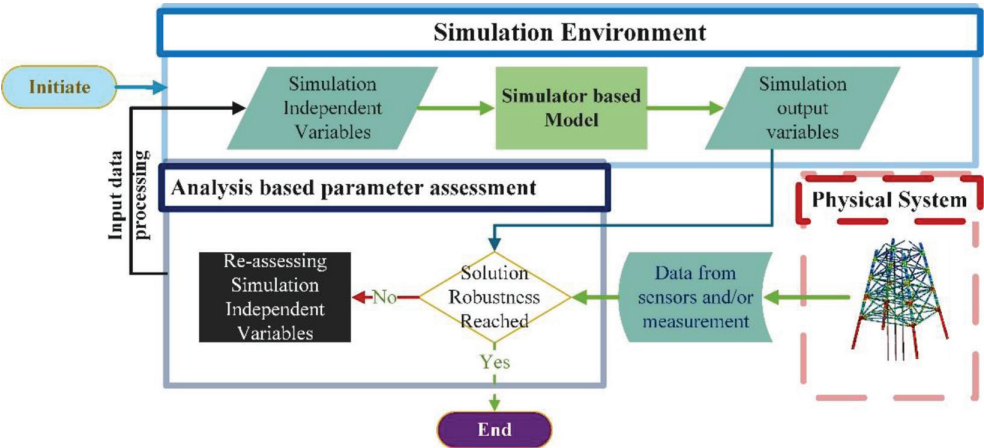 Simulation Environment
Initiate
Simulation
Independent
Variables
Simulator based
Model
Simulation
output
variables
Input data
processing
Analysis based parameter assessment
Physical System
Re-assessing
Simulation
Independent
Variables
No
Solution
Robustness
Reached
Data from
sensors and/or
measurement
Yes
End